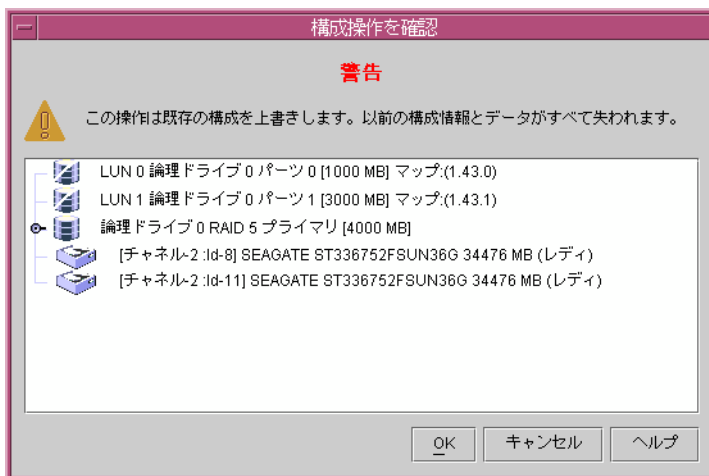 構成操作を確認
警告
この操作は既存の構成を上書きします。以前の構成情報とデータがすべて失われます。
LUN 0 論理ドライブ 0 パーツ 0 [1000 MB] マップ:(1.43.0)
LUN 1 論理ドライブ 0 パーツ 1 [3000 MB] マップ:(1.43.1)
論理ドライブ 0 RAID 5 プライマリ [4000 MB]
[チャネル-2 :Id-8] SEAGATE ST336752FSUN36G 34476 MB (レディ)
[チャネル-2 :Id-11] SEAGATE ST336752FSUN36G 34476 MB (レディ)
OK キャンセル ヘルプ